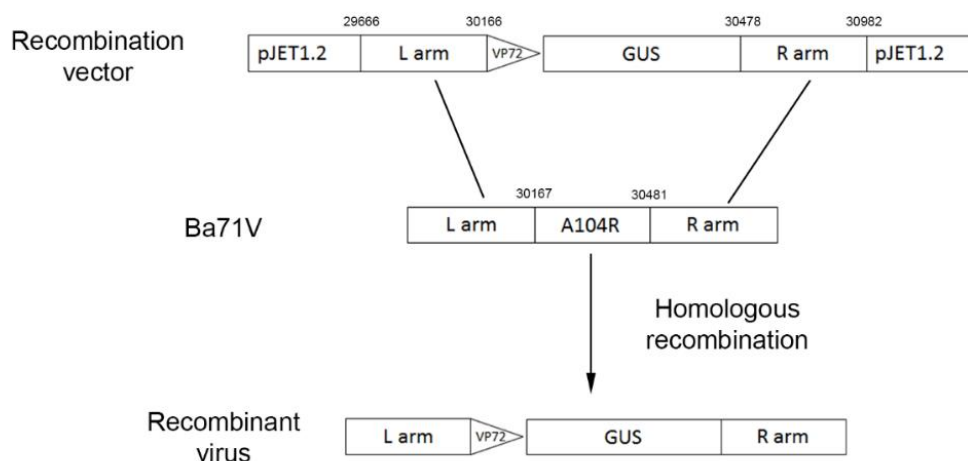 29666 30166 30478 30982
Recombination
vector
pJET1.2 L arm VP72 GUS R arm pJET1.2
30167 30481
Ba71V
L arm A104R R arm
Homologous
recombination
Recombinant
virus
L arm VP72 GUS R arm